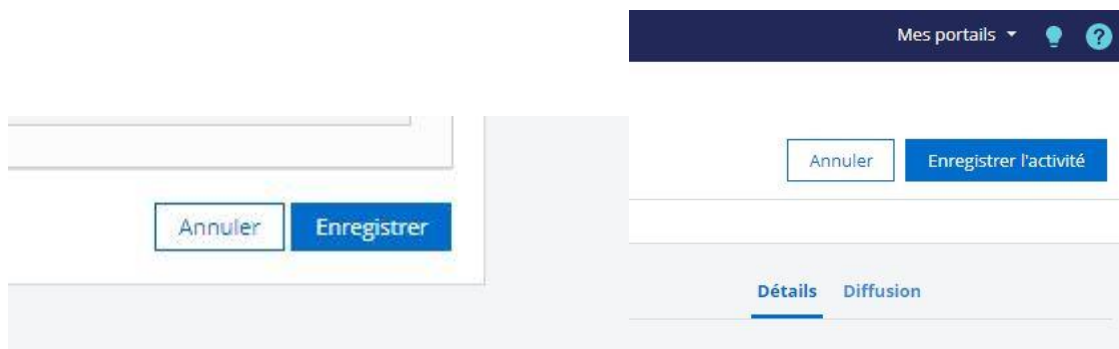 Mes portails
Annuler Enregistrer l'activité
Annuler Enregistrer
Détails Diffusion